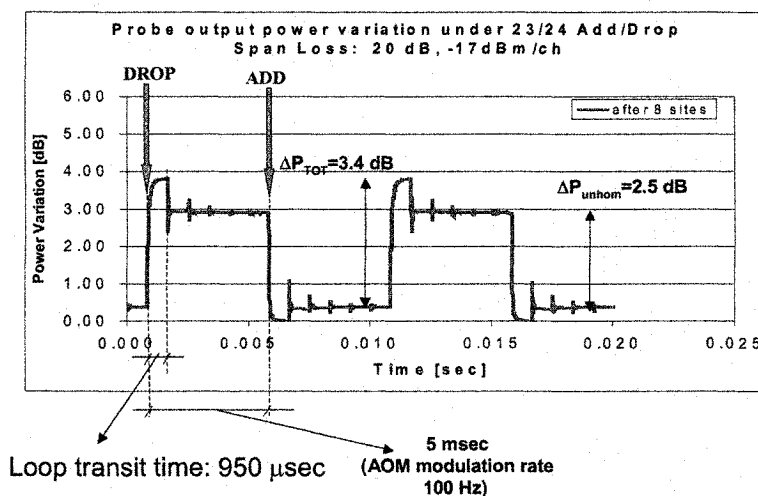 Probe output power variation under 23/24 Add/Drop
Span Loss: 20 dB, -17dBm/ch
DROP
ADD
after 8 sites
6.00
5.00
4.00
3.00
2.00
1.00
0.00
Power Variation [dB]
ΔPTOT=3.4 dB
ΔPunhom=2.5 dB
0.000
0.005
0.010
0.015
0.020
0.025
Time [sec]
Loop transit time: 950 μsec
5 msec
(AOM modulation rate
100 Hz)